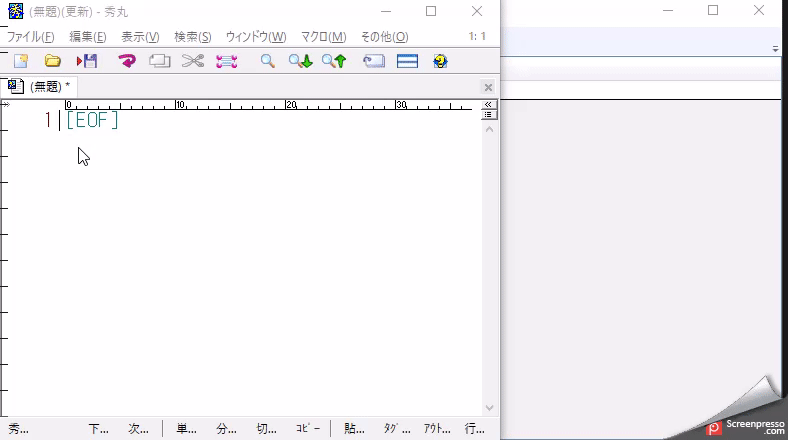 (無題)(更新) - 秀丸
ファイル(F) 編集(E) 表示(V) 検索(S) ウィンドウ(W) マクロ(M) その他(O) 1: 1
(無題) *
0 10 20 30
1 [EOF]
秀... 下... 次... 単... 分... 切... ｺﾋﾟｰ 貼... ﾀｸﾞ... ｱｳﾄ... 行...
Screenpresso
.com